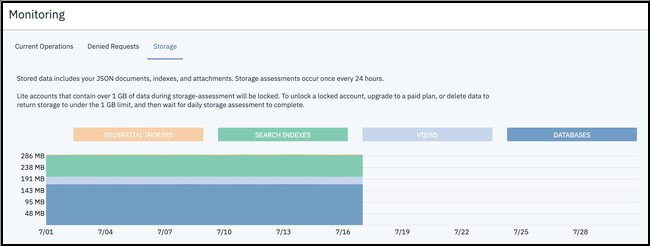 Monitoring
Current Operations Denied Requests Storage
Stored data includes your JSON documents, indexes, and attachments. Storage assessments occur once every 24 hours.
Lite accounts that contain over 1 GB of data during storage-assessment will be locked. To unlock a locked account, upgrade to a paid plan, or delete data to
return storage to under the 1 GB limit, and then wait for daily storage assessment to complete.
GEOSPATIAL INDEXES SEARCH INDEXES VIEWS DATABASES
286 MB
238 MB
191 MB
143 MB
95 MB
48 MB
7/01 7/04 7/07 7/10 7/13 7/16 7/19 7/22 7/25 7/28